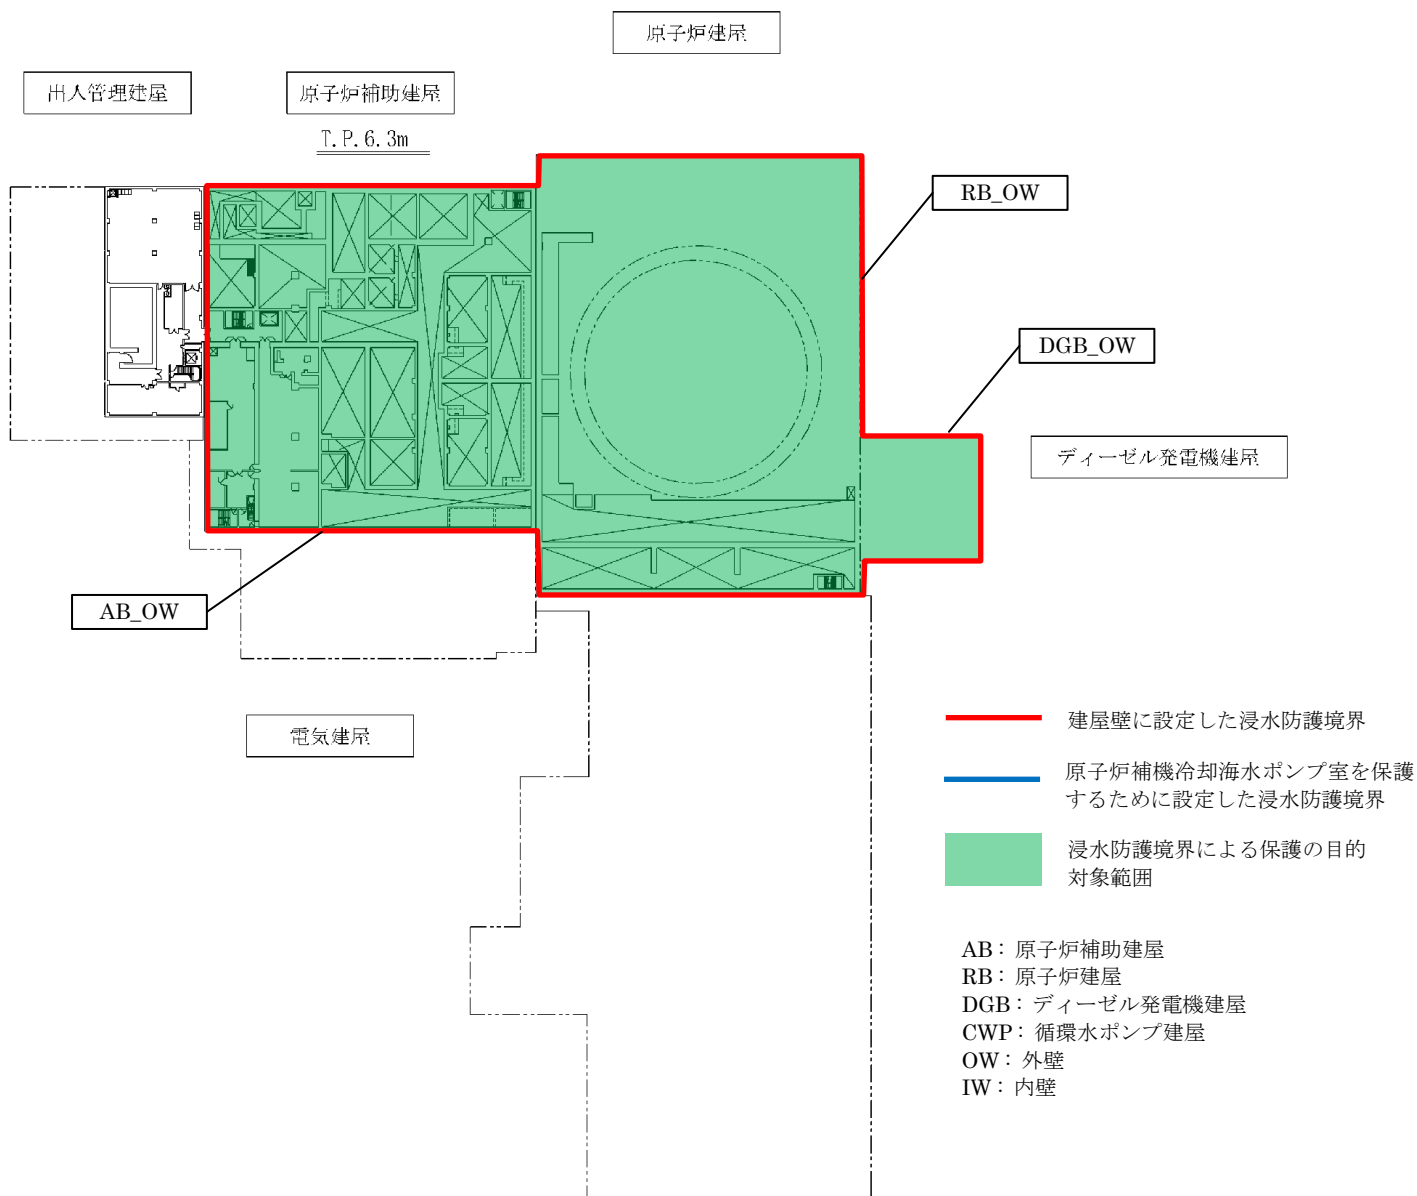 原子炉建屋
出入管理建屋
原子炉補助建屋
T.P.6.3m
RB_OW
DGB_OW
ディーゼル発電機建屋
AB_OW
電気建屋
建屋壁に設定した浸水防護境界
原子炉補機冷却海水ポンプ室を保護
するために設定した浸水防護境界
浸水防護境界による保護の目的
対象範囲
AB：原子炉補助建屋
RB：原子炉建屋
DGB：ディーゼル発電機建屋
CWP：循環水ポンプ建屋
OW：外壁
IW：内壁